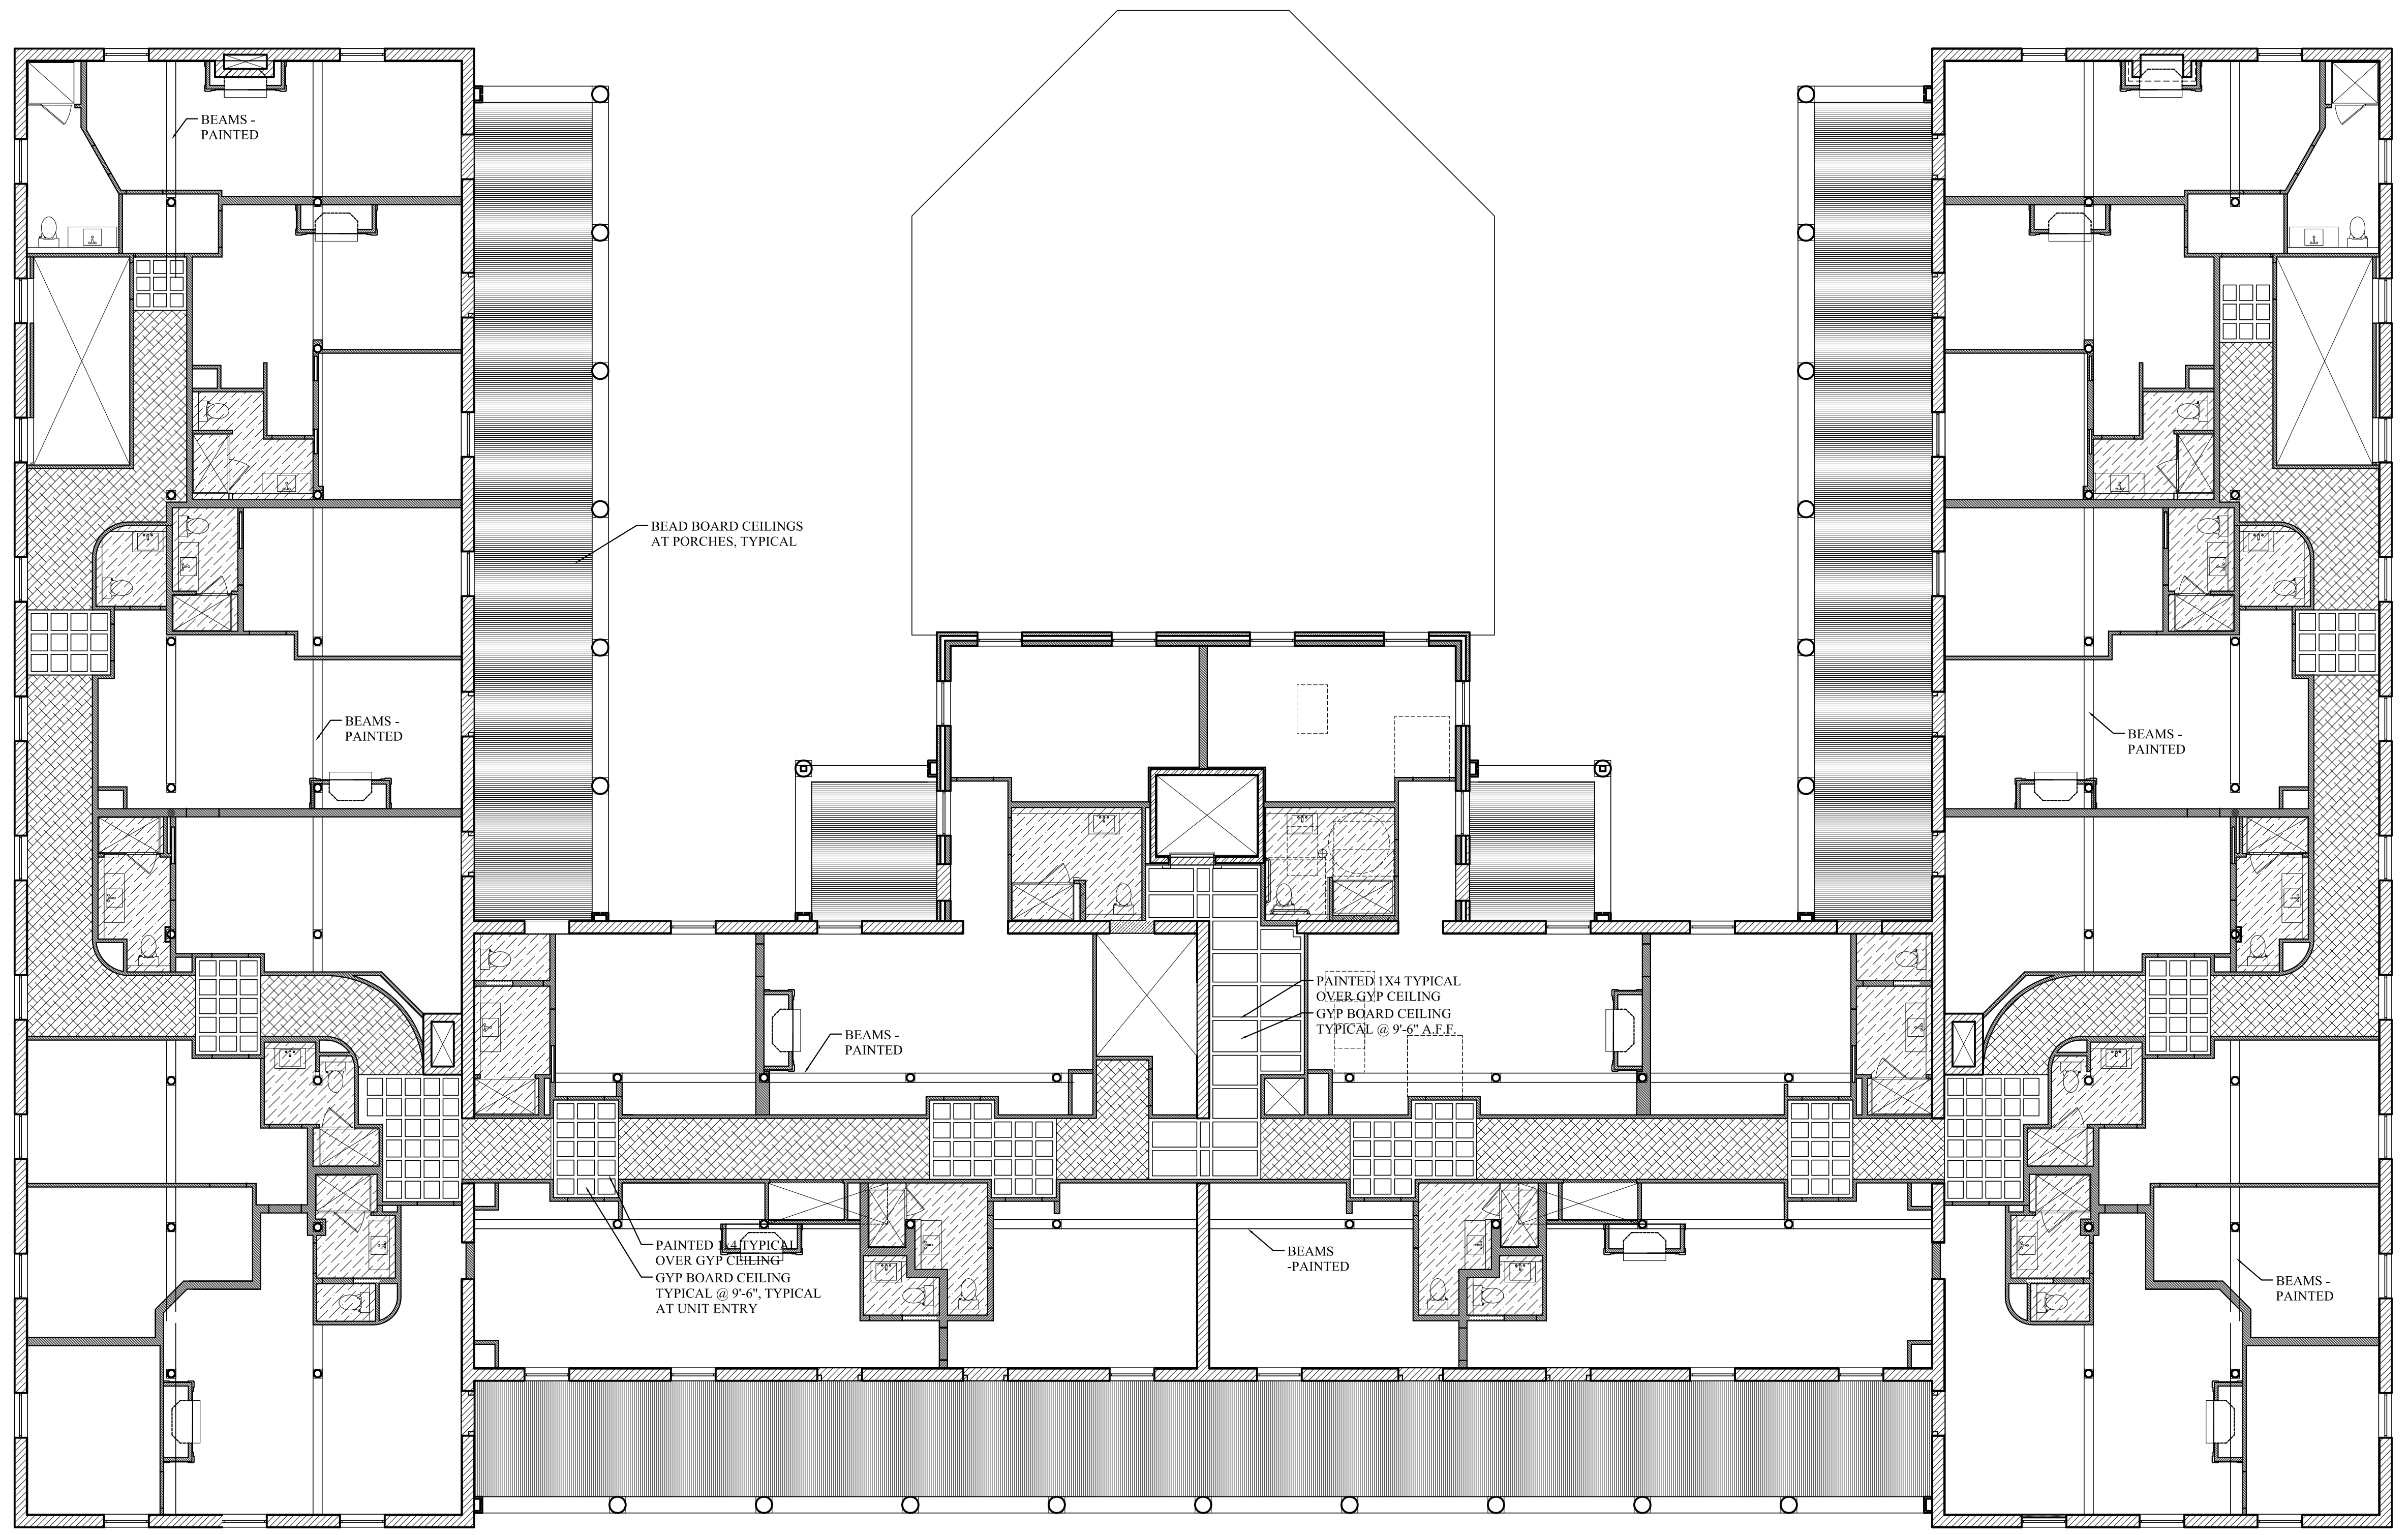 BEAMS -
PAINTED
BEAD BOARD CEILINGS
AT PORCHES, TYPICAL
BEAMS -
PAINTED
BEAMS -
PAINTED
PAINTED 1X4 TYPICAL
OVER GYP CEILING
GYP BOARD CEILING
TYPICAL @ 9'-6" A.F.F.
BEAMS -
PAINTED
PAINTED 1x4 TYPICAL
OVER GYP CEILING
GYP BOARD CEILING
TYPICAL @ 9'-6", TYPICAL
AT UNIT ENTRY
BEAMS
-PAINTED
BEAMS -
PAINTED